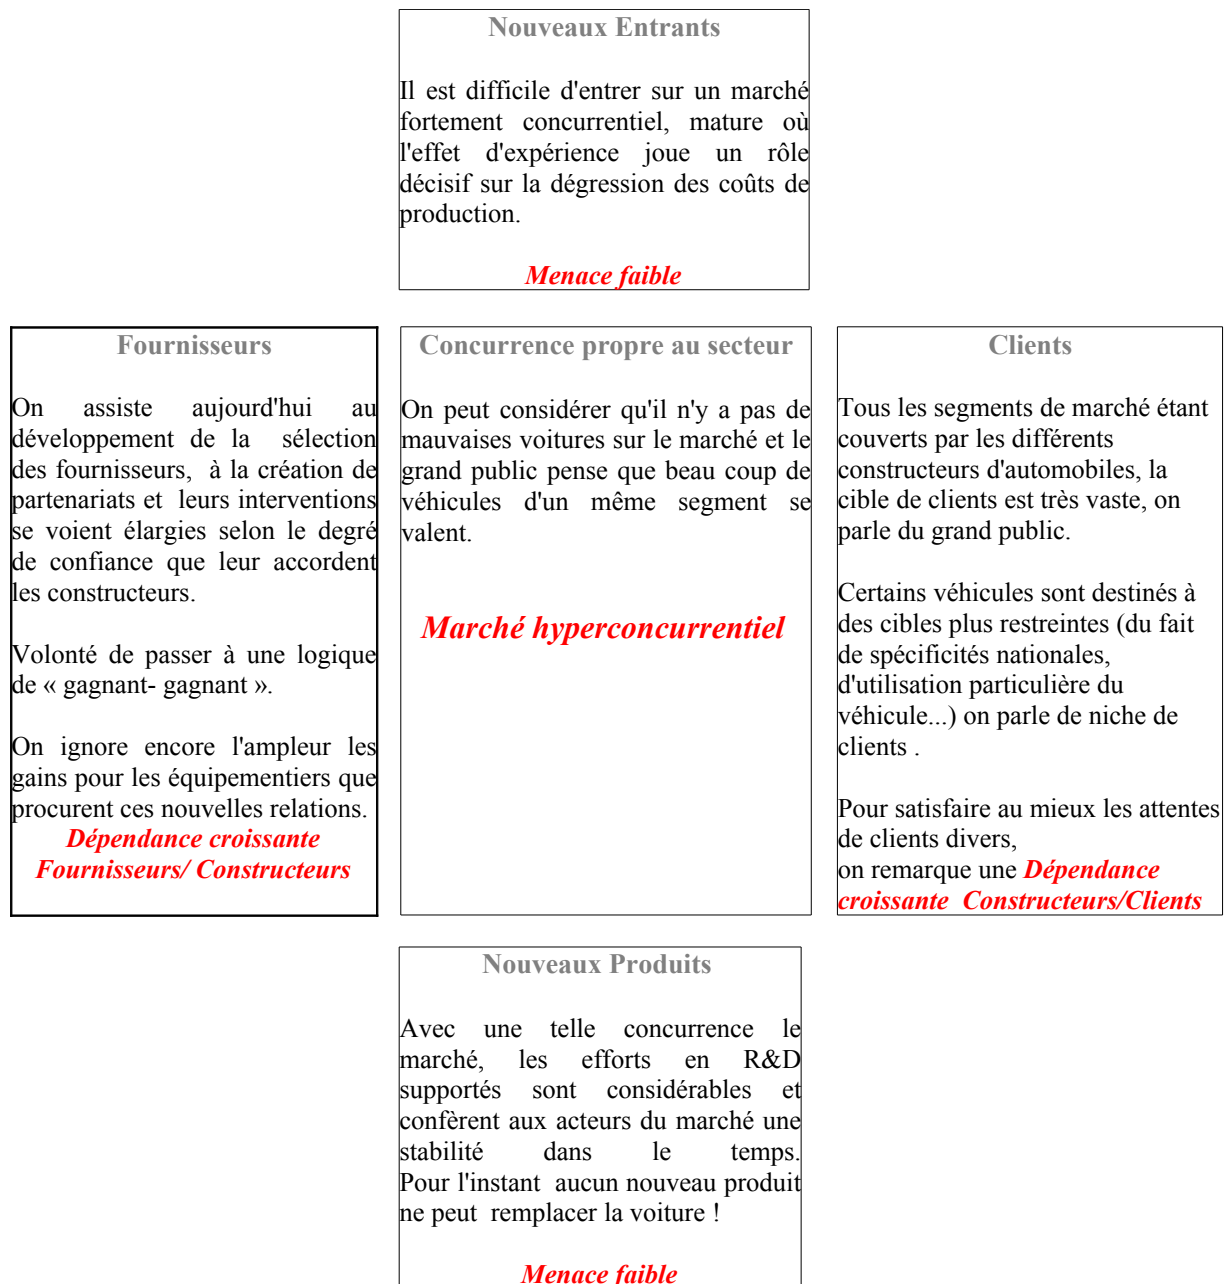 Nouveaux Entrants
Il est difficile d'entrer sur un marché
fortement concurrentiel, mature où
l'effet d'expérience joue un rôle
décisif sur la dégression des coûts de
production.
Menace faible
Fournisseurs
On assiste aujourd'hui au
développement de la sélection
des fournisseurs, à la création de
partenariats et leurs interventions
se voient élargies selon le degré
de confiance que leur accordent
les constructeurs.
Volonté de passer à une logique
de « gagnant- gagnant ».
On ignore encore l'ampleur les
gains pour les équipementiers que
procurent ces nouvelles relations.
Dépendance croissante
Fournisseurs/ Constructeurs
Concurrence propre au secteur
On peut considérer qu'il n'y a pas de
mauvaises voitures sur le marché et le
grand public pense que beau coup de
véhicules d'un même segment se
valent.
Marché hyperconcurrentiel
Clients
Tous les segments de marché étant
couverts par les différents
constructeurs d'automobiles, la
cible de clients est très vaste, on
parle du grand public.
Certains véhicules sont destinés à
des cibles plus restreintes (du fait
de spécificités nationales,
d'utilisation particulière du
véhicule...) on parle de niche de
clients .
Pour satisfaire au mieux les attentes
de clients divers,
on remarque une Dépendance
croissante Constructeurs/Clients
Nouveaux Produits
Avec une telle concurrence le
marché, les efforts en R&D
supportés sont considérables et
confèrent aux acteurs du marché une
stabilité dans le temps.
Pour l'instant aucun nouveau produit
ne peut remplacer la voiture !
Menace faible